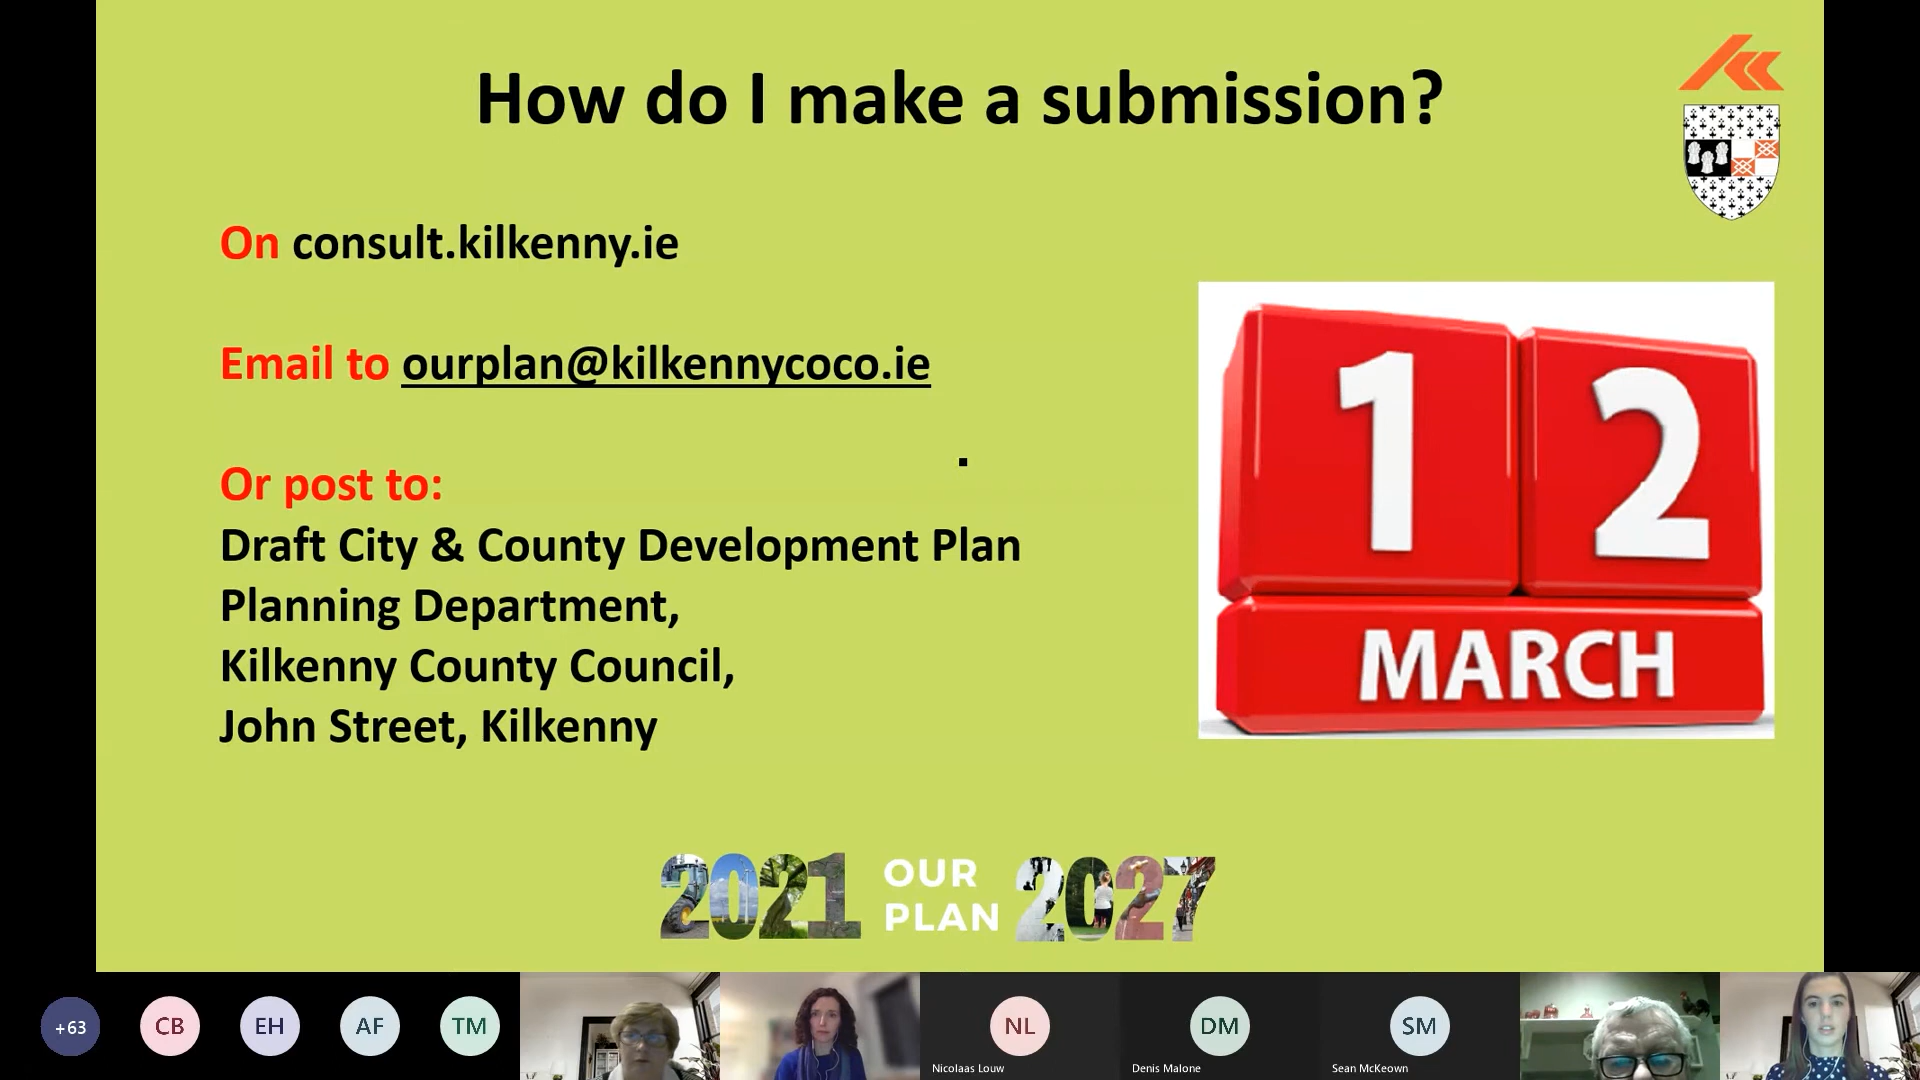 How do I make a submission?
On consult.kilkenny.ie
Email to ourplan@kilkennycoco.ie
Or post to:
Draft City & County Development Plan
Planning Department,
Kilkenny County Council,
John Street, Kilkenny
12
MARCH
2021 OUR PLAN 2027
+63
CB
EH
AF
TM
NL
Nicolaas Louw
DM
Denis Malone
SM
Sean McKeown